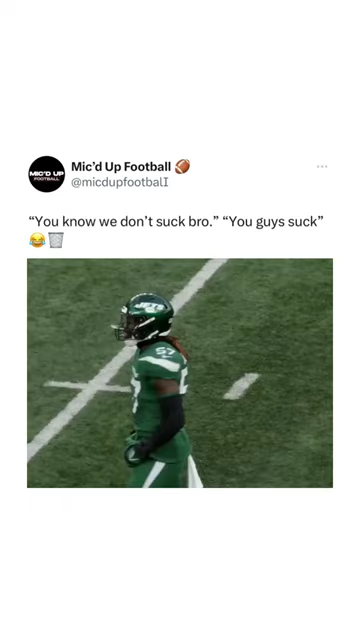 MIC'D UP
FOOTBALL
Mic'd Up Football 🏈
@micdupfootbalI
“You know we don’t suck bro.” “You guys suck”
😂🗑️
JETS
57